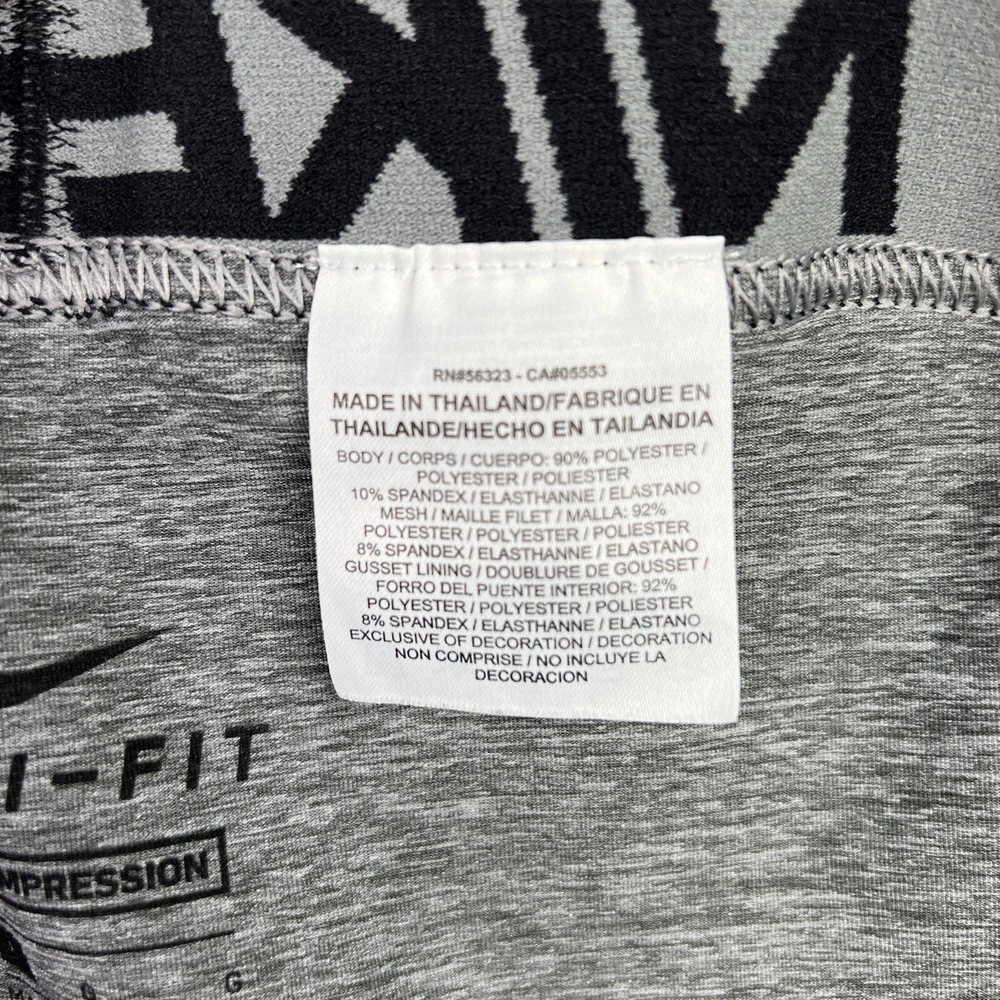 NIKE
RN#56323 - CA#05553
MADE IN THAILAND/FABRIQUE EN
THAILANDE/HECHO EN TAILANDIA
BODY / CORPS / CUERPO: 90% POLYESTER /
POLYESTER / POLIESTER
10% SPANDEX / ELASTHANNE / ELASTANO
MESH / MAILLE FILET / MALLA: 92%
POLYESTER / POLYESTER / POLIESTER
8% SPANDEX / ELASTHANNE / ELASTANO
GUSSET LINING / DOUBLURE DE GOUSSET /
FORRO DEL PUENTE INTERIOR: 92%
POLYESTER / POLYESTER / POLIESTER
8% SPANDEX / ELASTHANNE / ELASTANO
EXCLUSIVE OF DECORATION / DECORATION
NON COMPRISE / NO INCLUYE LA
DECORACION
I-FIT
MPRESSION
G